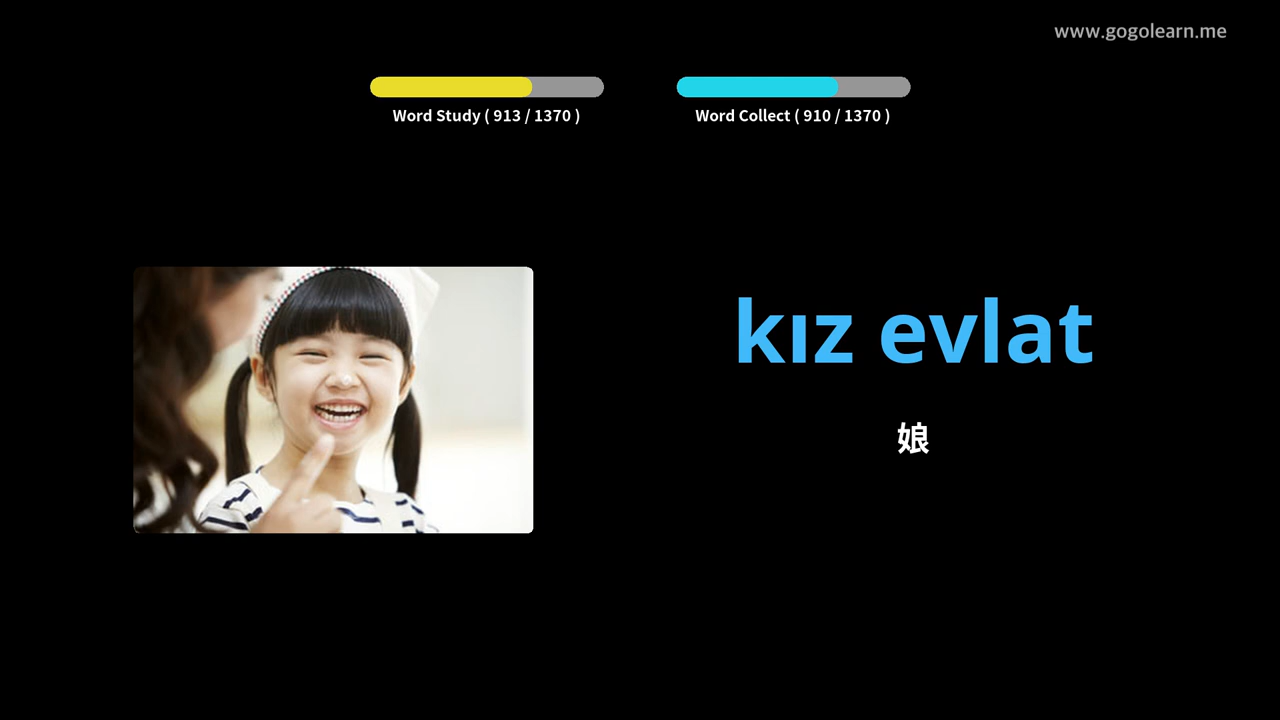 www.gogolearn.me
Word Study ( 913 / 1370 )
Word Collect ( 910 / 1370 )
kız evlat
娘